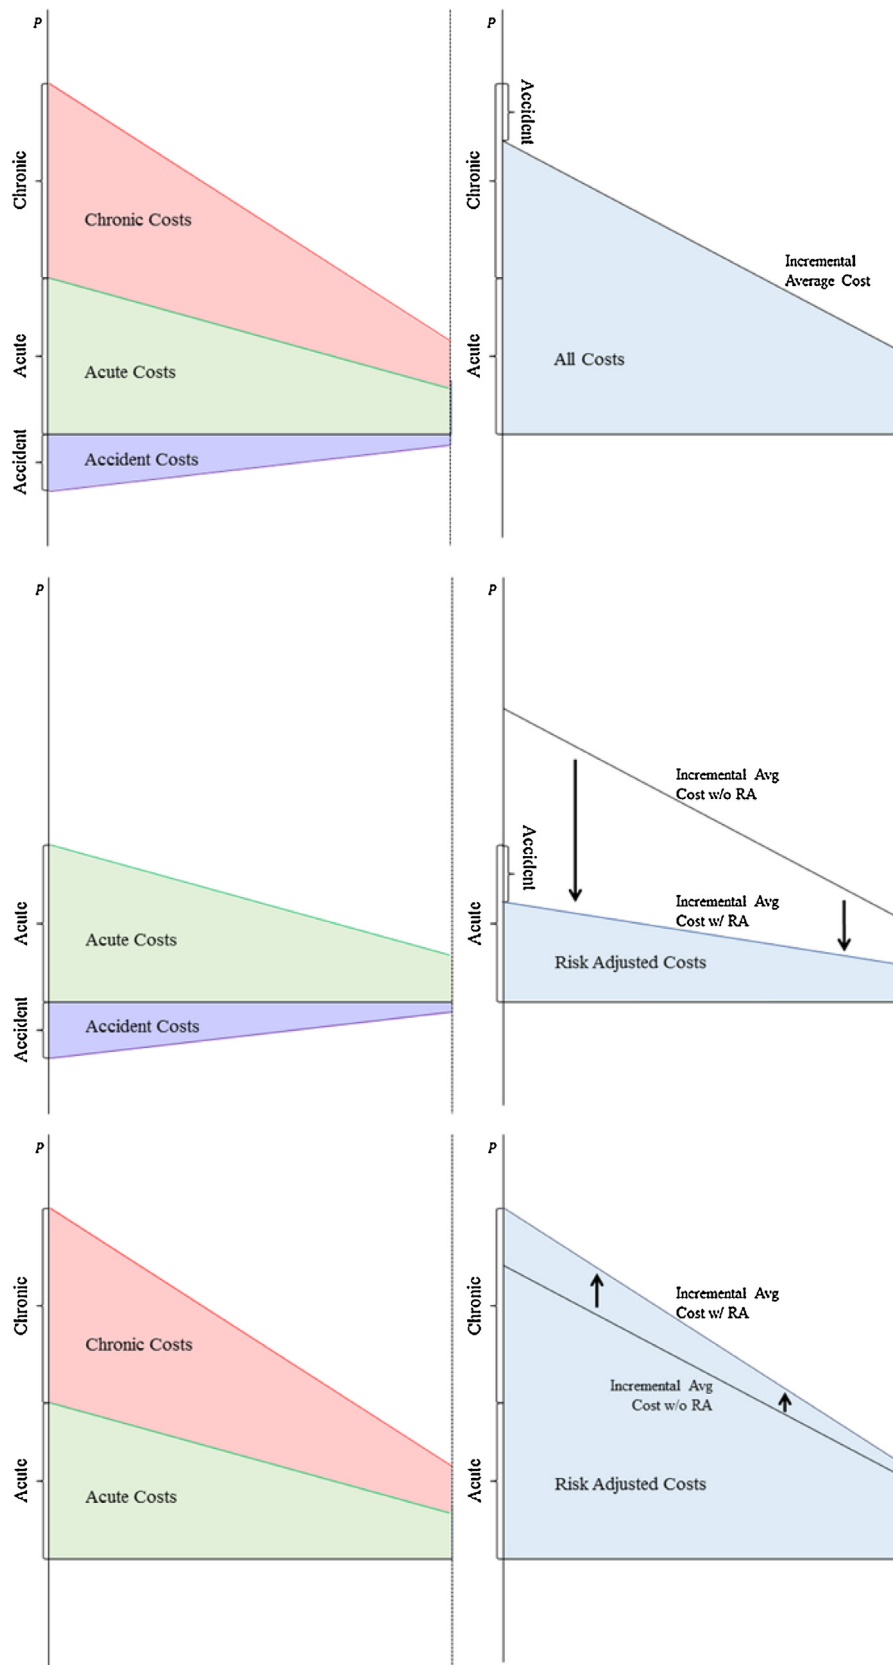 P
Chronic
Chronic Costs
Acute
Acute Costs
Accident
Accident Costs
P
Accident
Chronic
Incremental
Average Cost
Acute
All Costs
P
Acute
Acute Costs
Accident
Accident Costs
P
Incremental Avg
Cost w/o RA
Accident
Incremental Avg
Cost w/ RA
Acute
Risk Adjusted Costs
P
Chronic
Chronic Costs
Acute
Acute Costs
P
Chronic
Incremental Avg
Cost w/ RA
Incremental Avg
Cost w/o RA
Acute
Risk Adjusted Costs